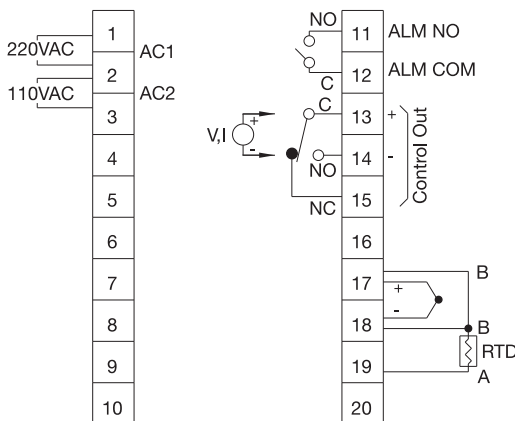 1
220VAC
AC1
2
110VAC
AC2
3
4
5
6
7
8
9
10
NO
11
ALM NO
12
ALM COM
C
C
13
+
V,I
+
-
14
-
NO
Control Out
NC
15
16
17
B
+
-
18
B
RTD
19
A
20